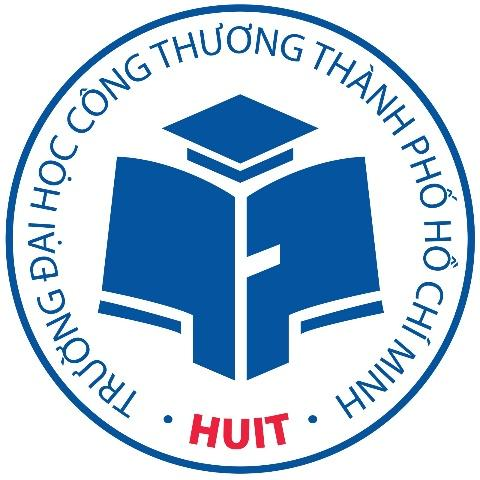 TRƯỜNG ĐẠI HỌC CÔNG THƯƠNG THÀNH PHỐ HỒ CHÍ MINH
· HUIT ·